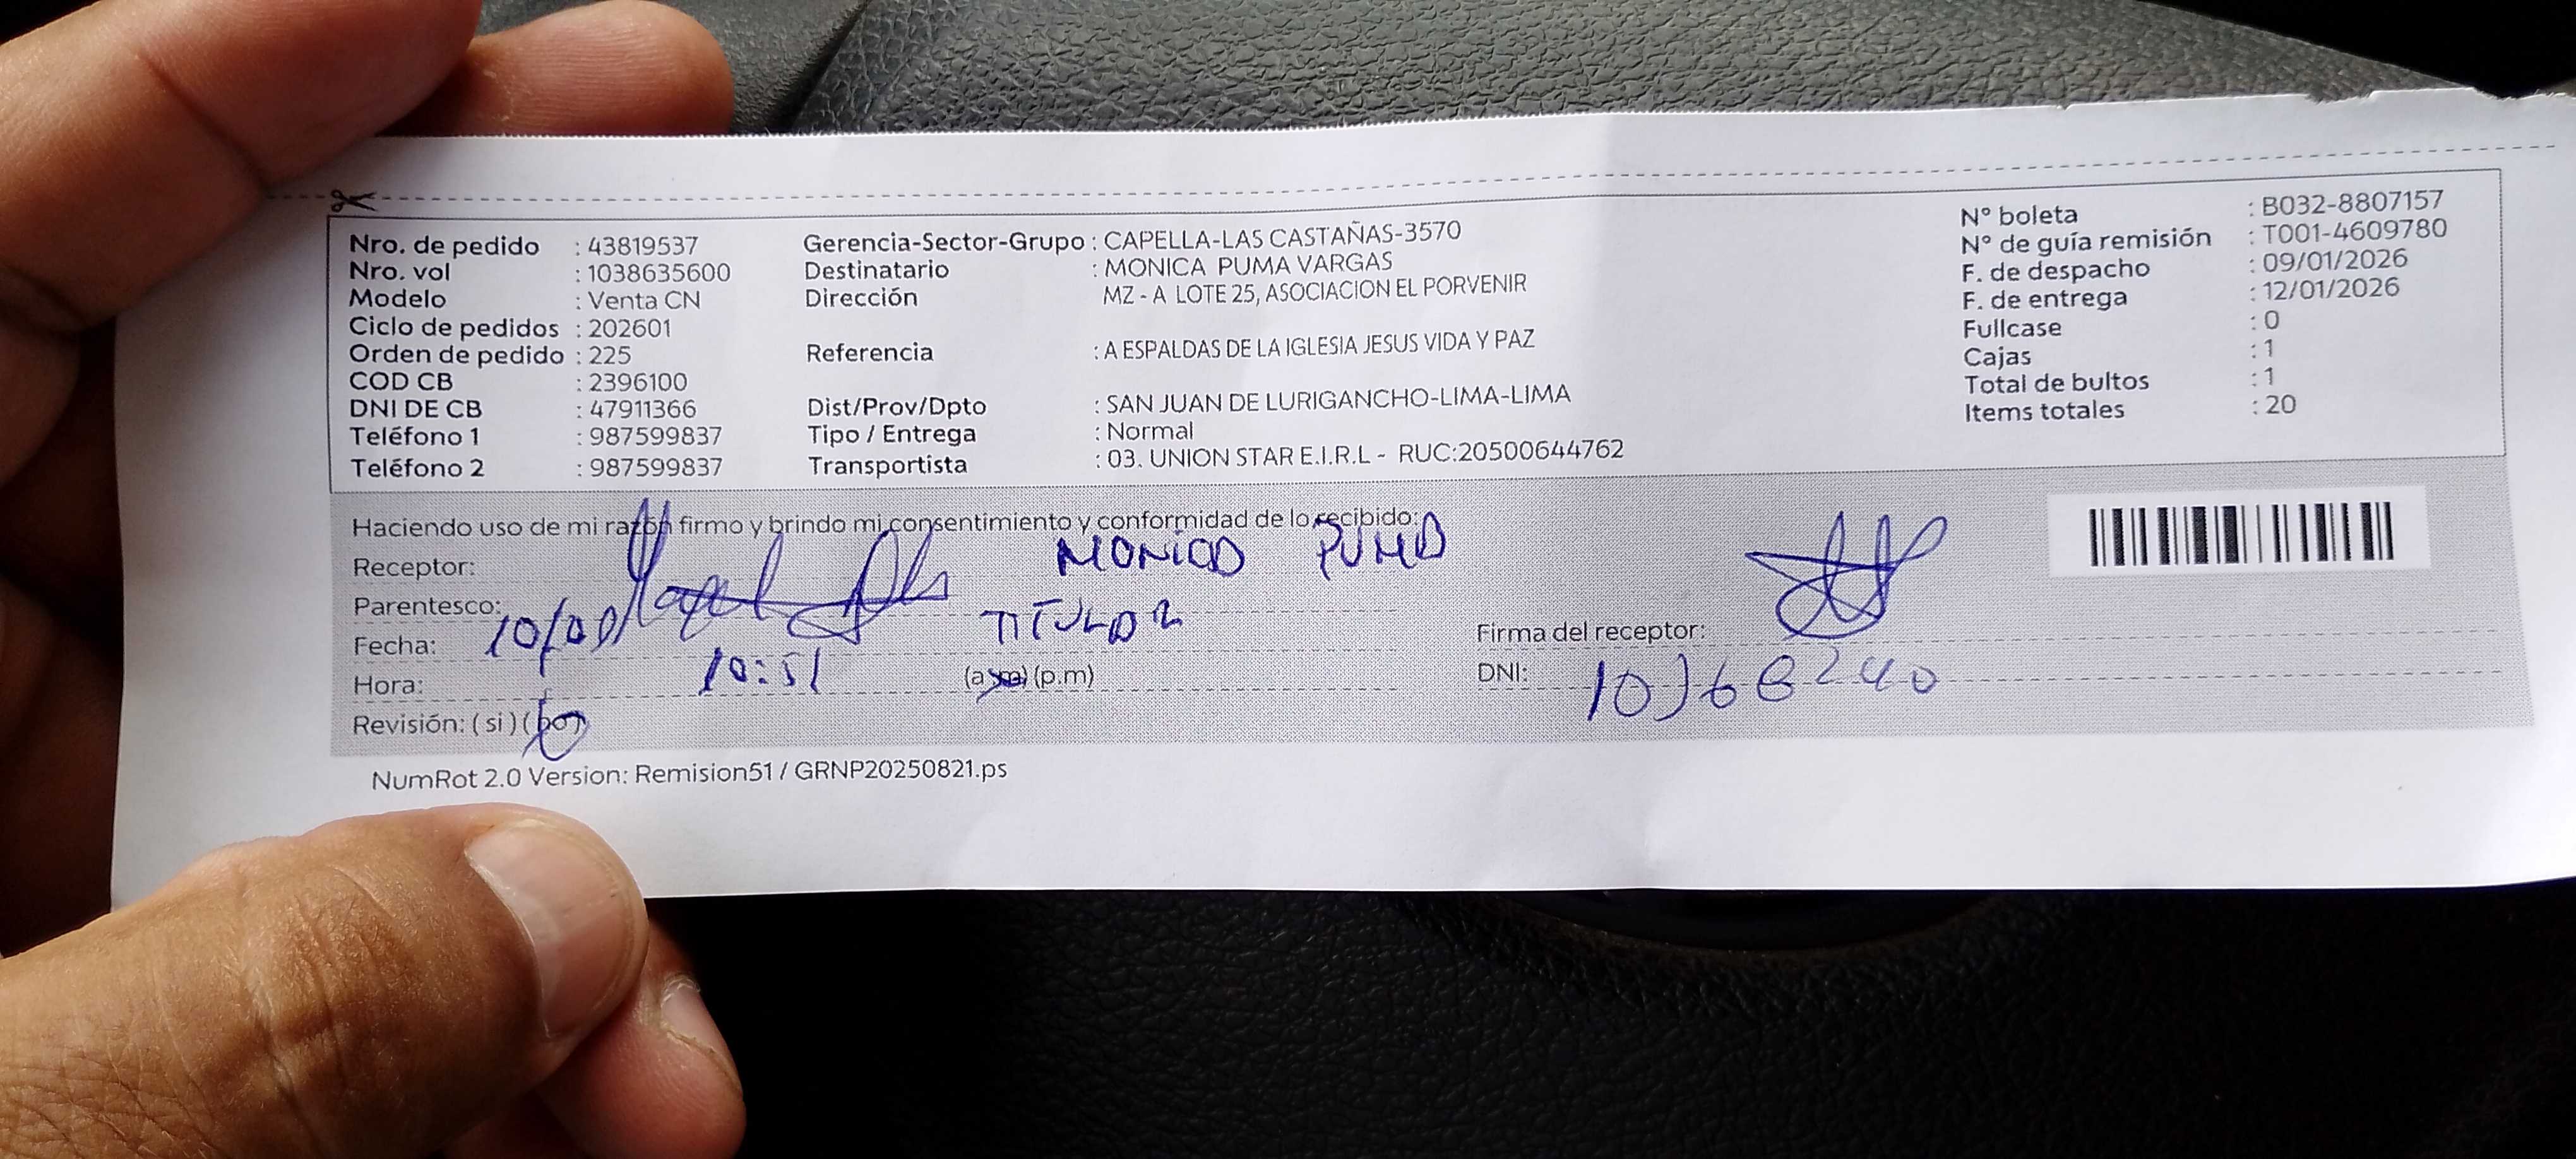 Nro. de pedido : 43819537
Nro. vol : 1038635600
Modelo : Venta CN
Ciclo de pedidos : 202601
Orden de pedido : 225
COD CB : 2396100
DNI DE CB : 47911366
Teléfono 1 : 987599837
Teléfono 2 : 987599837
Gerencia-Sector-Grupo : CAPELLA-LAS CASTAÑAS-3570
Destinatario : MONICA PUMA VARGAS
Dirección MZ - A LOTE 25, ASOCIACION EL PORVENIR
Referencia : A ESPALDAS DE LA IGLESIA JESUS VIDA Y PAZ
Dist/Prov/Dpto : SAN JUAN DE LURIGANCHO-LIMA-LIMA
Tipo / Entrega : Normal
Transportista : 03. UNION STAR E.I.R.L - RUC:20500644762
N° boleta : B032-8807157
N° de guía remisión : T001-4609780
F. de despacho : 09/01/2026
F. de entrega : 12/01/2026
Fullcase : 0
Cajas : 1
Total de bultos : 1
Items totales : 20
Haciendo uso de mi razón firmo y brindo mi consentimiento y conformidad de lo recibido:
Receptor: MONICA PUMA
Parentesco: TITULAR
Fecha:
Hora: 10:51 (a.m) (p.m)
Revisión: ( si ) ( no )
Firma del receptor:
DNI:
NumRot 2.0 Version: Remision51 / GRNP20250821.ps